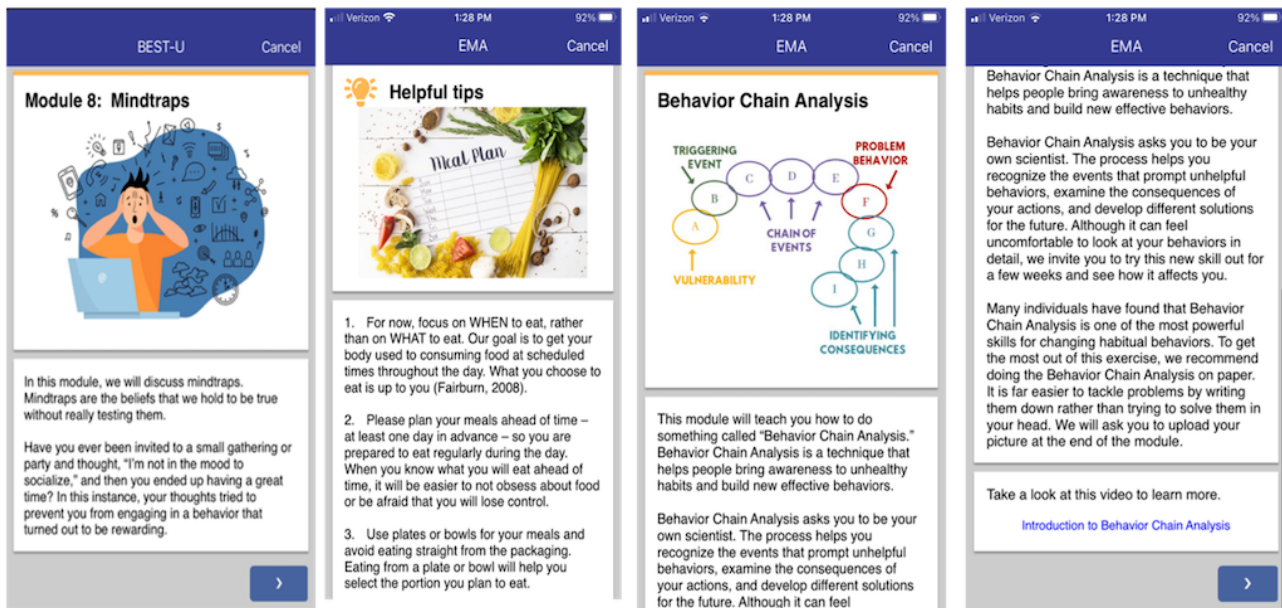 BEST-U
Cancel
Module 8: Mindtraps
In this module, we will discuss mindtraps.
Mindtraps are the beliefs that we hold to be true
without really testing them.
Have you ever been invited to a small gathering or
party and thought, “I'm not in the mood to
socialize,” and then you ended up having a great
time? In this instance, your thoughts tried to
prevent you from engaging in a behavior that
turned out to be rewarding.
Verizon
1:28 PM
92%
EMA
Cancel
Helpful tips
Meal Plan
1. For now, focus on WHEN to eat, rather
than on WHAT to eat. Our goal is to get your
body used to consuming food at scheduled
times throughout the day. What you choose to
eat is up to you (Fairburn, 2008).
2. Please plan your meals ahead of time –
at least one day in advance – so you are
prepared to eat regularly during the day.
When you know what you will eat ahead of
time, it will be easier to not obsess about food
or be afraid that you will lose control.
3. Use plates or bowls for your meals and
avoid eating straight from the packaging.
Eating from a plate or bowl will help you
select the portion you plan to eat.
Verizon
1:28 PM
92%
EMA
Cancel
Behavior Chain Analysis
TRIGGERING
EVENT
PROBLEM
BEHAVIOR
A
B
C
D
E
F
G
H
I
CHAIN OF
EVENTS
VULNERABILITY
IDENTIFYING
CONSEQUENCES
This module will teach you how to do
something called “Behavior Chain Analysis.”
Behavior Chain Analysis is a technique that
helps people bring awareness to unhealthy
habits and build new effective behaviors.
Behavior Chain Analysis asks you to be your
own scientist. The process helps you
recognize the events that prompt unhelpful
behaviors, examine the consequences of
your actions, and develop different solutions
for the future. Although it can feel
Verizon
1:28 PM
92%
EMA
Cancel
Behavior Chain Analysis is a technique that
helps people bring awareness to unhealthy
habits and build new effective behaviors.
Behavior Chain Analysis asks you to be your
own scientist. The process helps you
recognize the events that prompt unhelpful
behaviors, examine the consequences of
your actions, and develop different solutions
for the future. Although it can feel
uncomfortable to look at your behaviors in
detail, we invite you to try this new skill out for
a few weeks and see how it affects you.
Many individuals have found that Behavior
Chain Analysis is one of the most powerful
skills for changing habitual behaviors. To get
the most out of this exercise, we recommend
doing the Behavior Chain Analysis on paper.
It is far easier to tackle problems by writing
them down rather than trying to solve them in
your head. We will ask you to upload your
picture at the end of the module.
Take a look at this video to learn more.
Introduction to Behavior Chain Analysis